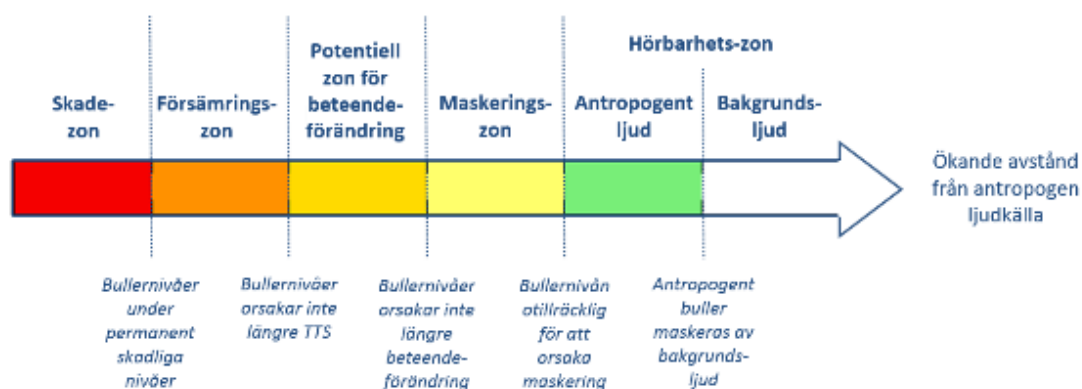 Skade-
zon
Försämrings-
zon
Potentiell
zon för
beteende-
förändring
Maskerings-
zon
Hörbarhets-zon
Antropogent
ljud
Bakgrunds-
ljud
Ökande avstånd
från antropogen
ljudkälla
Bullernivåer
under
permanent
skadliga
nivåer
Bullernivåer
orsakar inte
längre TTS
Bullernivåer
orsakar inte
längre
beteende-
förändring
Bullernivån
otillräcklig
för att
orsaka
maskering
Antropogent
buller
maskeras av
bakgrunds-
ljud